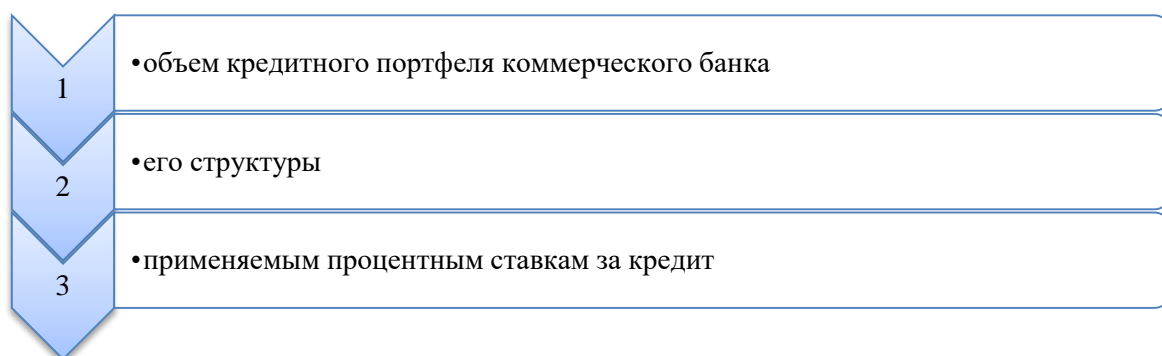 1
•объем кредитного портфеля коммерческого банка
2
•его структуры
3
•применяемым процентным ставкам за кредит